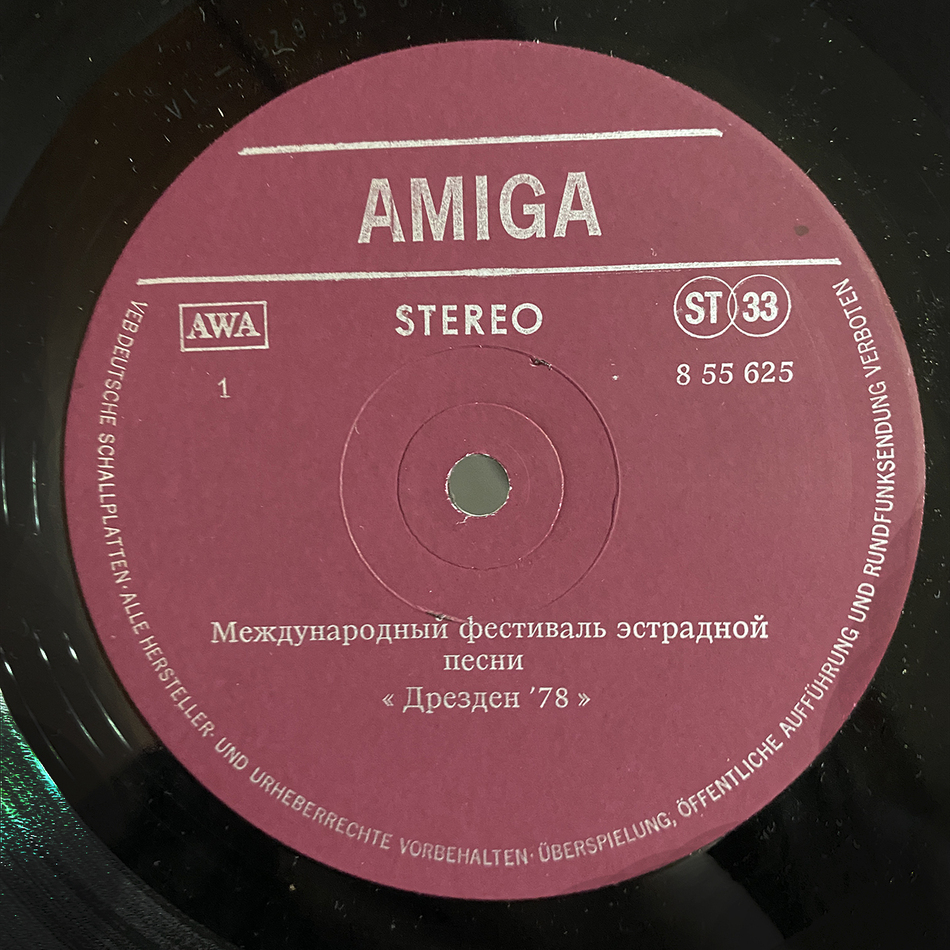 AMIGA
AWA
STEREO
ST 33
1
8 55 625
Международный фестиваль эстрадной
песни
« Дрезден ’78 »
VEB DEUTSCHE SCHALLPLATTEN · ALLE HERSTELLER- UND URHEBERRECHTE VORBEHALTEN · ÜBERSPIELUNG, ÖFFENTLICHE AUFFÜHRUNG UND RUNDFUNKSENDUNG VERBOTEN